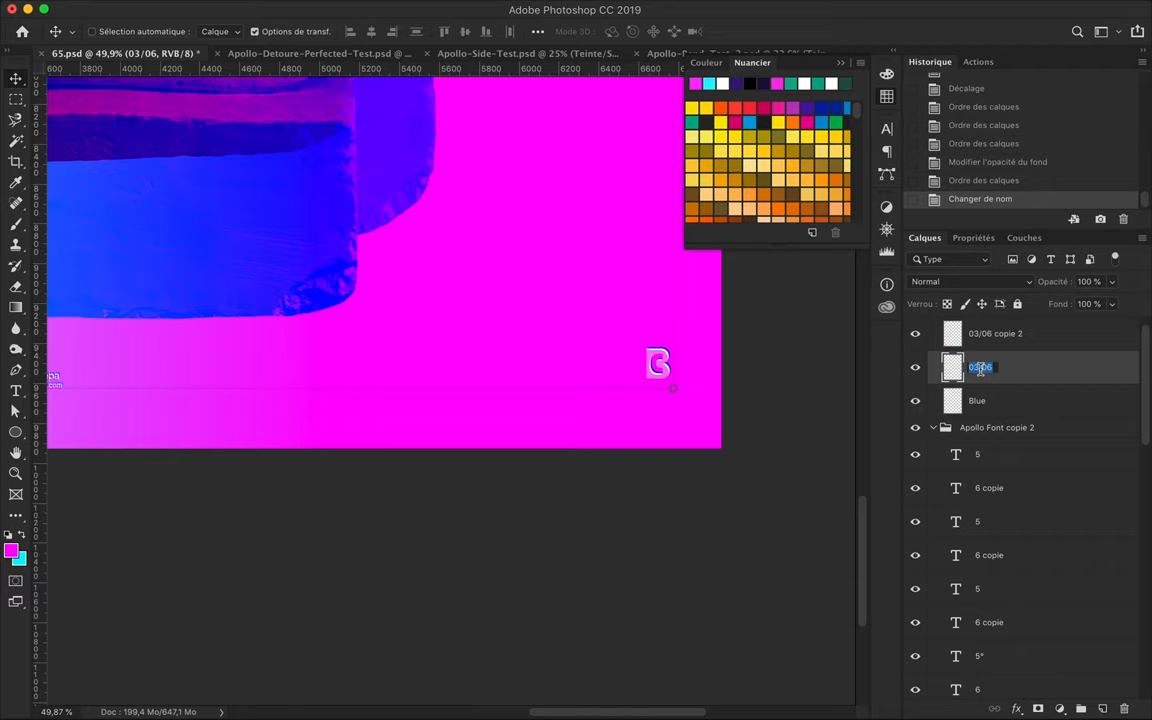 Adobe Photoshop CC 2019
Sélection automatique :
Calque
Options de transf.
Mode 3D :
65.psd @ 49,9% (03/06, RVB/8) *
Apollo-Detoure-Perfected-Test.psd @ ...
Apollo-Side-Test.psd @ 25% (Teinte/S...
600
3800
4000
4200
4400
4600
4800
5000
5200
5400
5600
5800
6000
6200
6400
6600
Couleur
Nuancier
Historique
Actions
Décalage
Ordre des calques
Ordre des calques
Ordre des calques
Modifier l'opacité du fond
Ordre des calques
Changer de nom
Calques
Propriétés
Couches
Type
Normal
Opacité : 100 %
Verrou :
Fond : 100 %
03/06 copie 2
03/06
Blue
Apollo Font copie 2
5
6 copie
5
6 copie
5
6 copie
5°
6
pa
com
49,87 %
Doc : 199,4 Mo/647,1 Mo